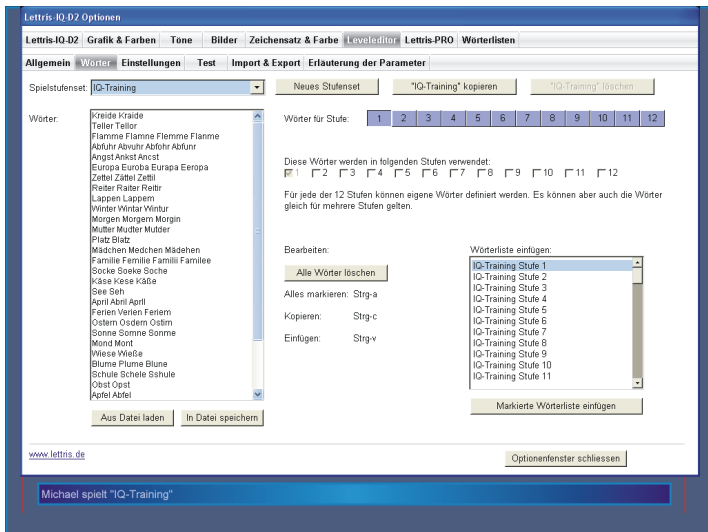 Lettris-IQ-D2 Optionen
Lettris-IQ-D2 Grafik & Farben Töne Bilder Zeichensatz & Farbe Leveleditor Lettris-PRO Wörterlisten
Allgemein Wörter Einstellungen Test Import & Export Erläuterung der Parameter
Spielstufenset: IQ-Training Neues Stufenset "IQ-Training" kopieren "IQ-Training" löschen
Wörter:
Kreide Kraide
Teller Tellor
Flamme Flamne Flemme Flanme
Abfuhr Abvuhr Abfohr Abfunr
Angst Ankst Ancst
Europa Euroba Eurapa Eeropa
Zettel Zättel Zettil
Reiter Raiter Reitir
Lappen Lappem
Winter Wintar Wintur
Morgen Morgem Morgin
Mutter Mudter Mutder
Platz Blatz
Mädchen Medchen Mädehen
Familie Femilie Familii Familee
Socke Soeke Soche
Käse Kese Käße
See Seh
April Abril Aprll
Ferien Verien Feriem
Ostern Osdern Ostirn
Sonne Somne Sonme
Mond Mont
Wiese Wieße
Blume Plume Blune
Schule Schele Sshule
Obst Opst
Apfel Abfel
Aus Datei laden In Datei speichern
Wörter für Stufe: 1 2 3 4 5 6 7 8 9 10 11 12
Diese Wörter werden in folgenden Stufen verwendet:
1 2 3 4 5 6 7 8 9 10 11 12
Für jede der 12 Stufen können eigene Wörter definiert werden. Es können aber auch die Wörter
gleich für mehrere Stufen gelten.
Bearbeiten:
Alle Wörter löschen
Alles markieren: Strg-a
Kopieren: Strg-c
Einfügen: Strg-v
Wörterliste einfügen:
IQ-Training Stufe 1
IQ-Training Stufe 2
IQ-Training Stufe 3
IQ-Training Stufe 4
IQ-Training Stufe 5
IQ-Training Stufe 6
IQ-Training Stufe 7
IQ-Training Stufe 8
IQ-Training Stufe 9
IQ-Training Stufe 10
IQ-Training Stufe 11
Markierte Wörterliste einfügen
www.lettris.de
Optionenfenster schliessen
Michael spielt "IQ-Training"